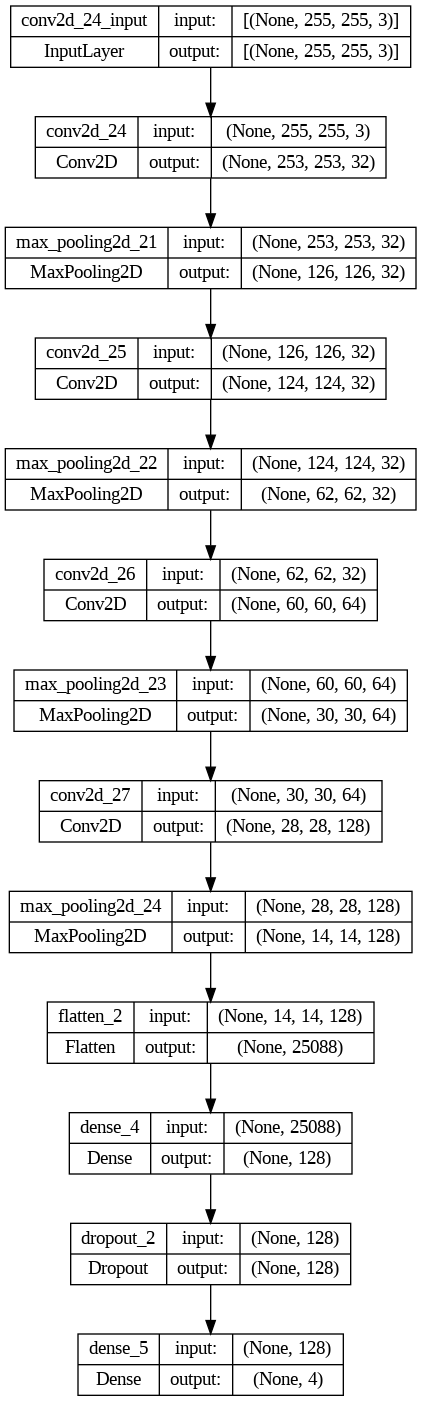 conv2d_24_input input: [(None, 255, 255, 3)]
InputLayer output: [(None, 255, 255, 3)]
conv2d_24 input: (None, 255, 255, 3)
Conv2D output: (None, 253, 253, 32)
max_pooling2d_21 input: (None, 253, 253, 32)
MaxPooling2D output: (None, 126, 126, 32)
conv2d_25 input: (None, 126, 126, 32)
Conv2D output: (None, 124, 124, 32)
max_pooling2d_22 input: (None, 124, 124, 32)
MaxPooling2D output: (None, 62, 62, 32)
conv2d_26 input: (None, 62, 62, 32)
Conv2D output: (None, 60, 60, 64)
max_pooling2d_23 input: (None, 60, 60, 64)
MaxPooling2D output: (None, 30, 30, 64)
conv2d_27 input: (None, 30, 30, 64)
Conv2D output: (None, 28, 28, 128)
max_pooling2d_24 input: (None, 28, 28, 128)
MaxPooling2D output: (None, 14, 14, 128)
flatten_2 input: (None, 14, 14, 128)
Flatten output: (None, 25088)
dense_4 input: (None, 25088)
Dense output: (None, 128)
dropout_2 input: (None, 128)
Dropout output: (None, 128)
dense_5 input: (None, 128)
Dense output: (None, 4)